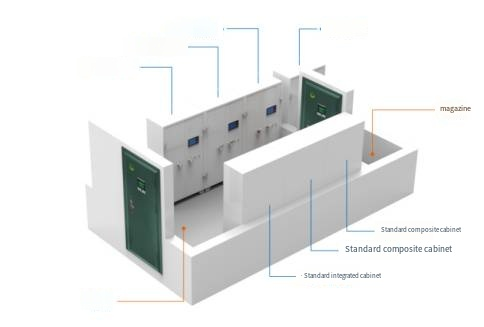 magazine
Standard composite cabinet
Standard composite cabinet
· Standard integrated cabinet